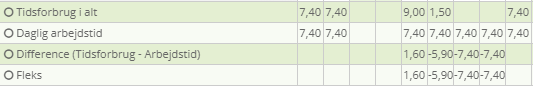 Tidsforbrug i alt 7,40 7,40 9,00 1,50 7,40
Daglig arbejdstid 7,40 7,40 7,40 7,40 7,40 7,40 7,40
Difference (Tidsforbrug - Arbejdstid) 1,60 -5,90 -7,40 -7,40
Fleks 1,60 -5,90 -7,40 -7,40